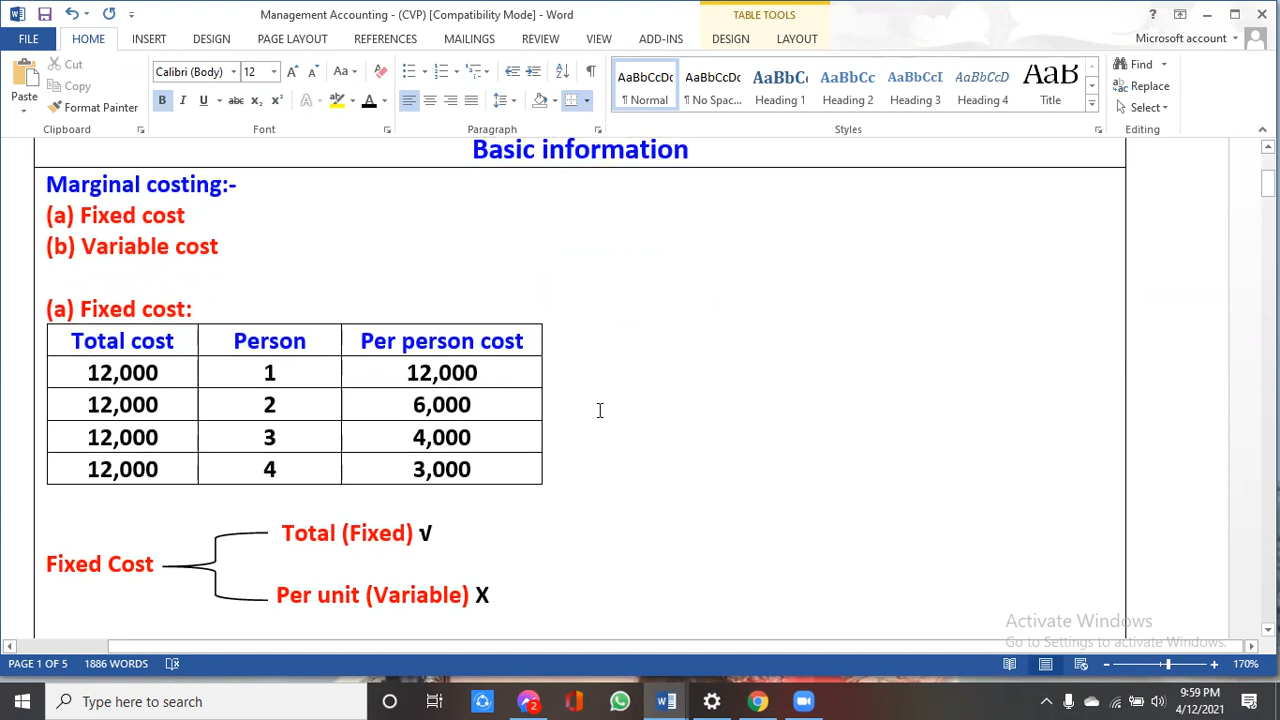 Management Accounting - (CVP) [Compatibility Mode] - Word
TABLE TOOLS
FILE HOME INSERT DESIGN PAGE LAYOUT REFERENCES MAILINGS REVIEW VIEW ADD-INS DESIGN LAYOUT Microsoft account
Paste
Cut
Copy
Format Painter
Calibri (Body) 12
AaBbCcDc AaBbCcDc AaBbC AaBbCcD AaBbCcI AaBbCcD AaB
¶ Normal ¶ No Spac... Heading Heading 2 Heading 3 Heading 4 Title
Find
Replace
Select
Clipboard Font Paragraph Styles Editing
Basic information
Marginal costing:-
(a) Fixed cost
(b) Variable cost
(a) Fixed cost:
Total cost Person Per person cost
12,000 1 12,000
12,000 2 6,000
12,000 3 4,000
12,000 4 3,000
Total (Fixed) √
Fixed Cost
Per unit (Variable) X
Activate Windows
Go to Settings to activate Windows.
PAGE 1 OF 5 1886 WORDS 170%
Type here to search
2
9:59 PM
4/12/2021